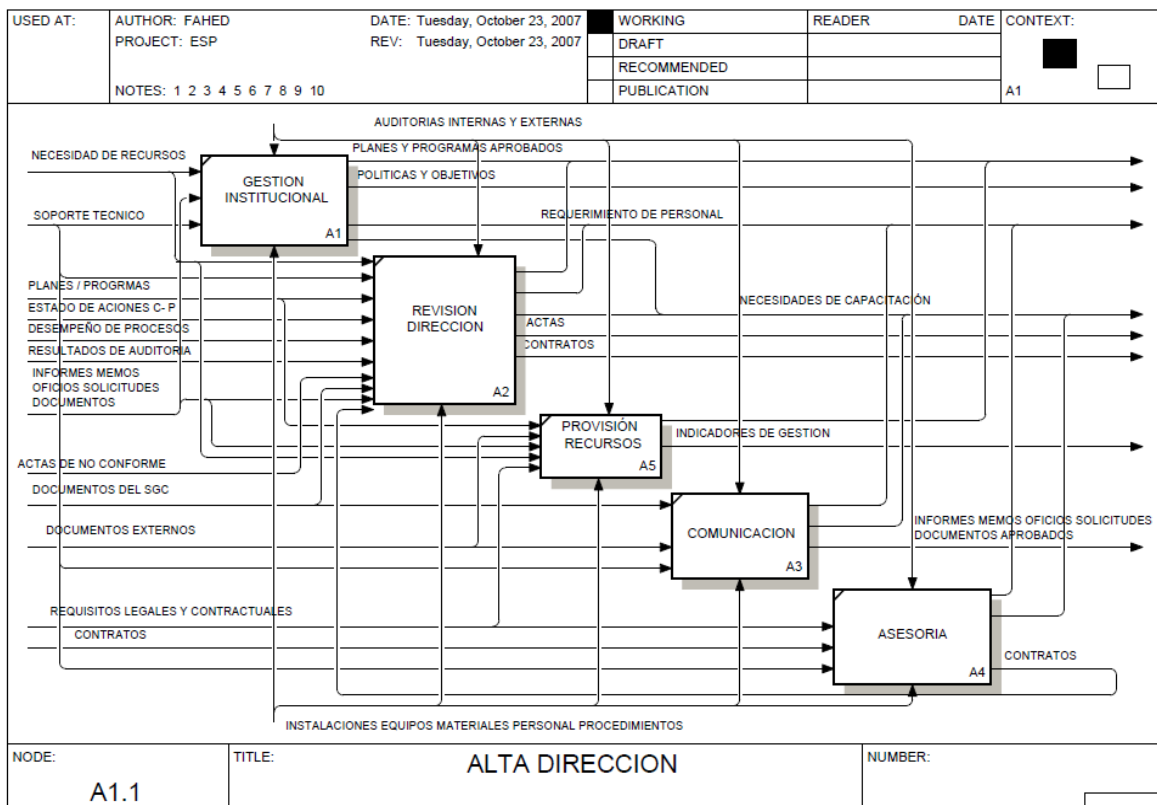 USED AT:
AUTHOR: FAHED
DATE: Tuesday, October 23, 2007
PROJECT: ESP
REV: Tuesday, October 23, 2007
NOTES: 1 2 3 4 5 6 7 8 9 10
WORKING
DRAFT
RECOMMENDED
PUBLICATION
READER DATE
CONTEXT:
A1
AUDITORIAS INTERNAS Y EXTERNAS
NECESIDAD DE RECURSOS
PLANES Y PROGRAMAS APROBADOS
GESTION
INSTITUCIONAL
A1
POLITICAS Y OBJETIVOS
SOPORTE TECNICO
REQUERIMIENTO DE PERSONAL
PLANES / PROGRMAS
ESTADO DE ACIONES C- P
DESEMPEÑO DE PROCESOS
RESULTADOS DE AUDITORIA
INFORMES MEMOS
OFICIOS SOLICITUDES
DOCUMENTOS
REVISION
DIRECCION
A2
NECESIDADES DE CAPACITACIÓN
ACTAS
CONTRATOS
PROVISIÓN
RECURSOS
A5
INDICADORES DE GESTION
ACTAS DE NO CONFORME
DOCUMENTOS DEL SGC
DOCUMENTOS EXTERNOS
COMUNICACION
A3
INFORMES MEMOS OFICIOS SOLICITUDES
DOCUMENTOS APROBADOS
REQUISITOS LEGALES Y CONTRACTUALES
CONTRATOS
ASESORIA
A4
CONTRATOS
INSTALACIONES EQUIPOS MATERIALES PERSONAL PROCEDIMIENTOS
NODE:
A1.1
TITLE:
ALTA DIRECCION
NUMBER: